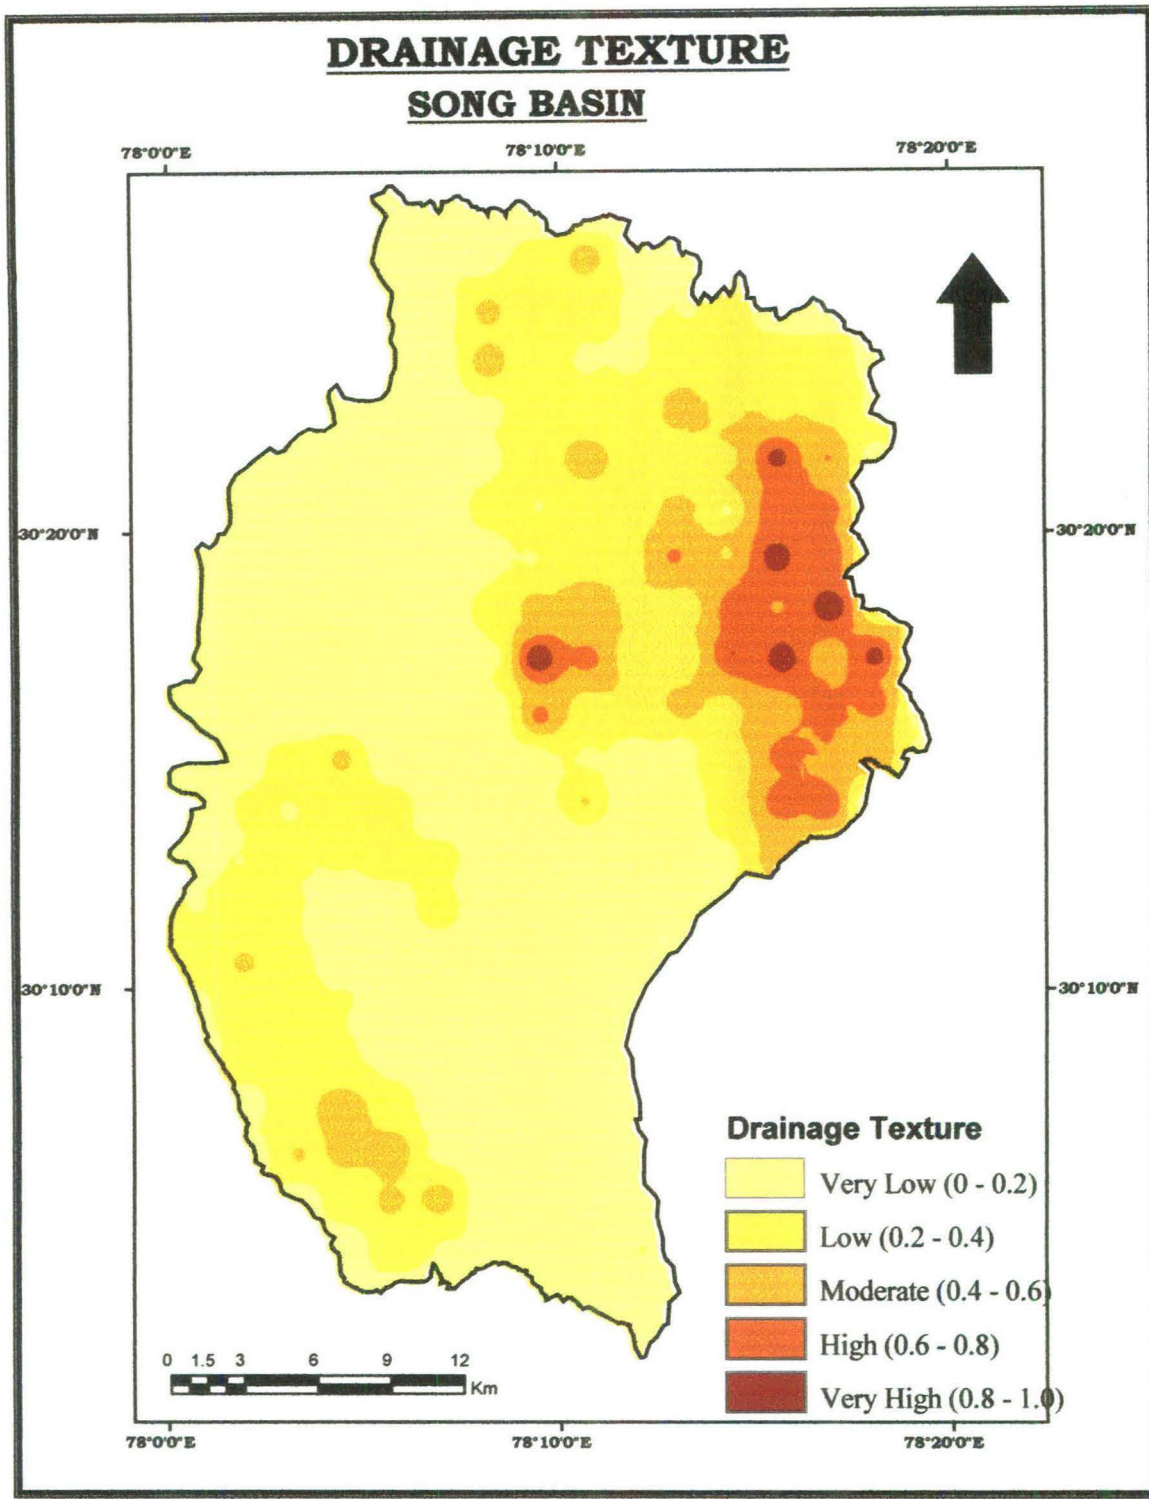 DRAINAGE TEXTURE
SONG BASIN
78°0'0"E 78°10'0"E 78°20'0"E
30°20'0"N 30°20'0"N
30°10'0"N 30°10'0"N
Drainage Texture
Very Low (0 - 0.2)
Low (0.2 - 0.4)
Moderate (0.4 - 0.6)
High (0.6 - 0.8)
Very High (0.8 - 1.0)
0 1.5 3 6 9 12
Km
78°0'0"E 78°10'0"E 78°20'0"E